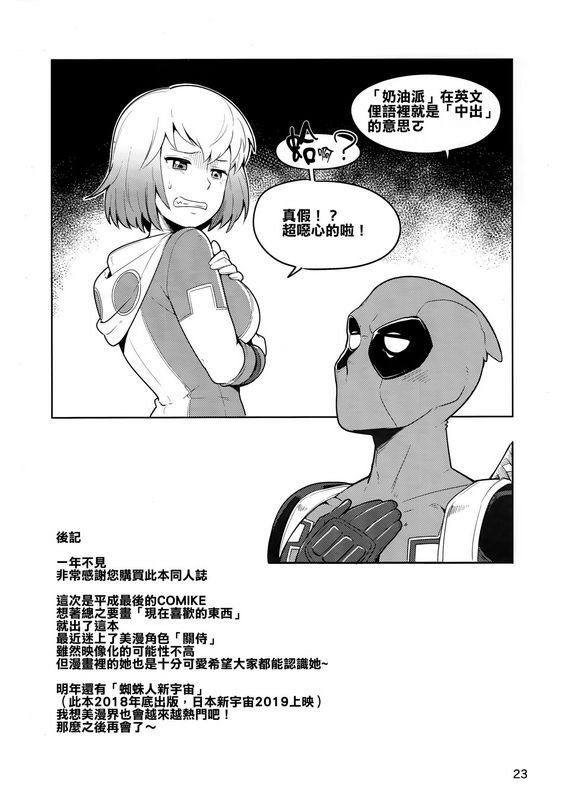 「奶油派」在英文
俚語裡就是「中出」
的意思ㄛ
蛤啊？
真假！？
超噁心的啦！
後記
一年不見
非常感謝您購買此本同人誌
這次是平成最後的COMIKE
想著總之要畫「現在喜歡的東西」
就出了這本
最近迷上了美漫角色「關侍」
雖然映像化的可能性不高
但漫畫裡的她也是十分可愛希望大家都能認識她~
明年還有「蜘蛛人新宇宙」
（此本2018年底出版，日本新宇宙2019上映）
我想美漫界也會越來越熱門吧！
那麼之後再會了～
23